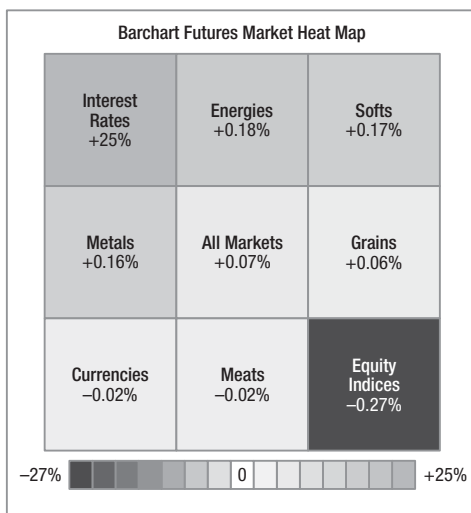 Barchart Futures Market Heat Map
Interest
Rates
+25%
Energies
+0.18%
Softs
+0.17%
Metals
+0.16%
All Markets
+0.07%
Grains
+0.06%
Currencies
–0.02%
Meats
–0.02%
Equity
Indices
–0.27%
–27%
0
+25%